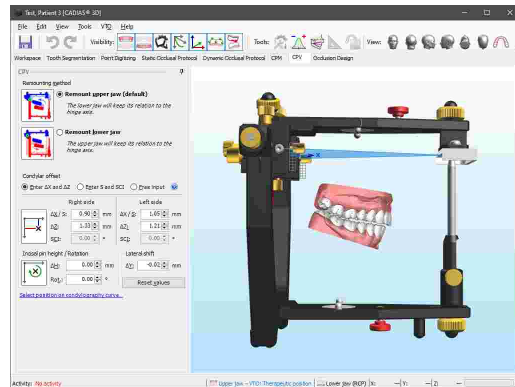 Test, Patient 3 [CADIAS® 3D]
File Edit View Tools VTO Help
Visibility: Tools: View:
Workspace Tooth Segmentation Point Digitizing Static Occlusal Protocol Dynamic Occlusal Protocol CPM CPV Occlusion Design
CPV
Remounting method
Remount upper jaw (default)
The lower jaw will keep its relation to the
hinge axis.
Remount lower jaw
The upper jaw will keep its relation to the
hinge axis.
Condylar offset
Enter ΔX and ΔZ Enter S and SCI Free input
Right side Left side
ΔX / S: 0.90 mm ΔX / S: 1.65 mm
ΔZ: 1.33 mm ΔZ: 1.21 mm
SCI: 0.00 ° SCI: 0.00 °
Incisal pin height / Rotation Lateral shift
ΔH: 0.00 mm ΔY: -0.01 mm
Rot.: 0.00 ° Reset values
Select position on condylography curve...
X
Activity: No activity Upper jaw - VTO: Therapeutic position Lower jaw (RCP) X: — Y: — Z: —